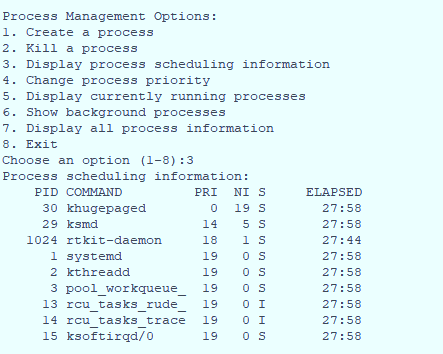 Process Management Options:
1. Create a process
2. Kill a process
3. Display process scheduling information
4. Change process priority
5. Display currently running processes
6. Show background processes
7. Display all process information
8. Exit
Choose an option (1-8):3
Process scheduling information:
    PID COMMAND         PRI  NI S     ELAPSED
     30 khugepaged        0  19 S       27:58
     29 ksmd             14   5 S       27:58
   1024 rtkit-daemon     18   1 S       27:44
      1 systemd          19   0 S       27:58
      2 kthreadd         19   0 S       27:58
      3 pool_workqueue_  19   0 S       27:58
     13 rcu_tasks_rude_  19   0 I       27:58
     14 rcu_tasks_trace  19   0 I       27:58
     15 ksoftirqd/0      19   0 S       27:58